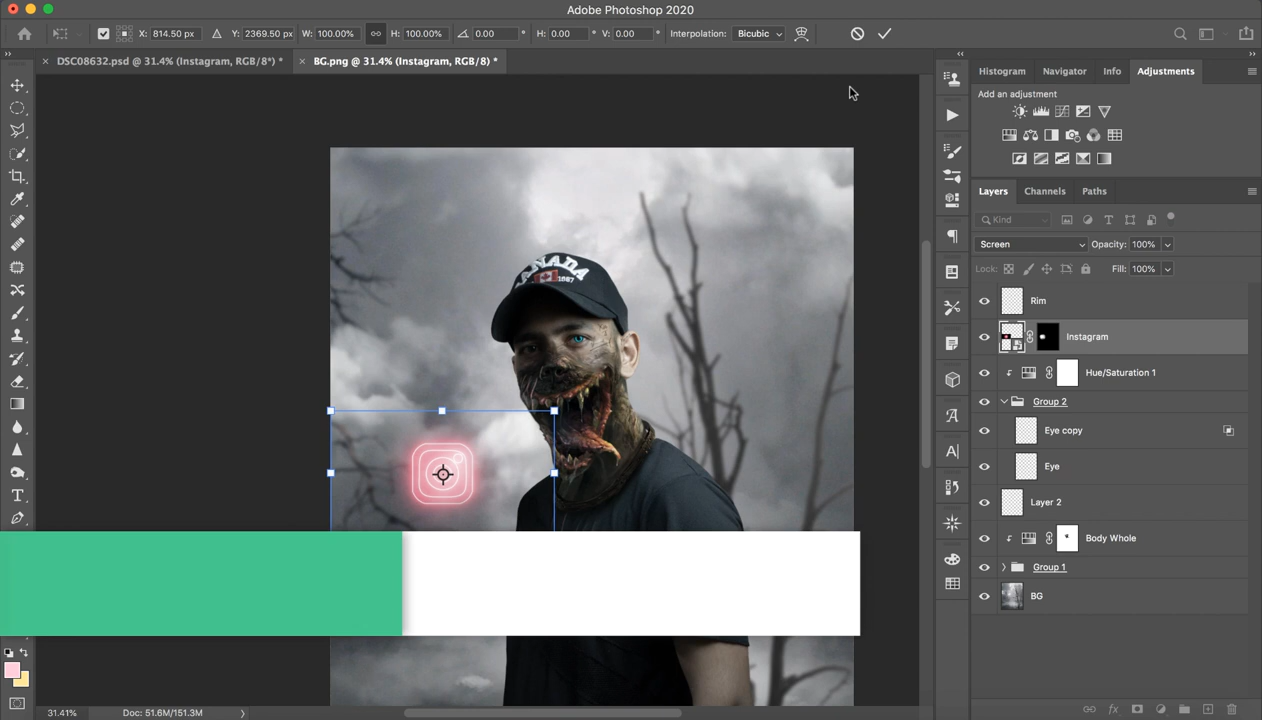 Adobe Photoshop 2020
X: 814.50 px Y: 2369.50 px W: 100.00% H: 100.00% 0.00 ° H: 0.00 ° V: 0.00 ° Interpolation: Bicubic
DSC08632.psd @ 31.4% (Instagram, RGB/8*) *
BG.png @ 31.4% (Instagram, RGB/8) *
Histogram Navigator Info Adjustments
Add an adjustment
Layers Channels Paths
Kind
Screen Opacity: 100%
Lock: Fill: 100%
Rim
Instagram
Hue/Saturation 1
Group 2
Eye copy
Eye
Layer 2
Body Whole
Group 1
BG
CANADA
1867
31.41% Doc: 51.6M/151.3M